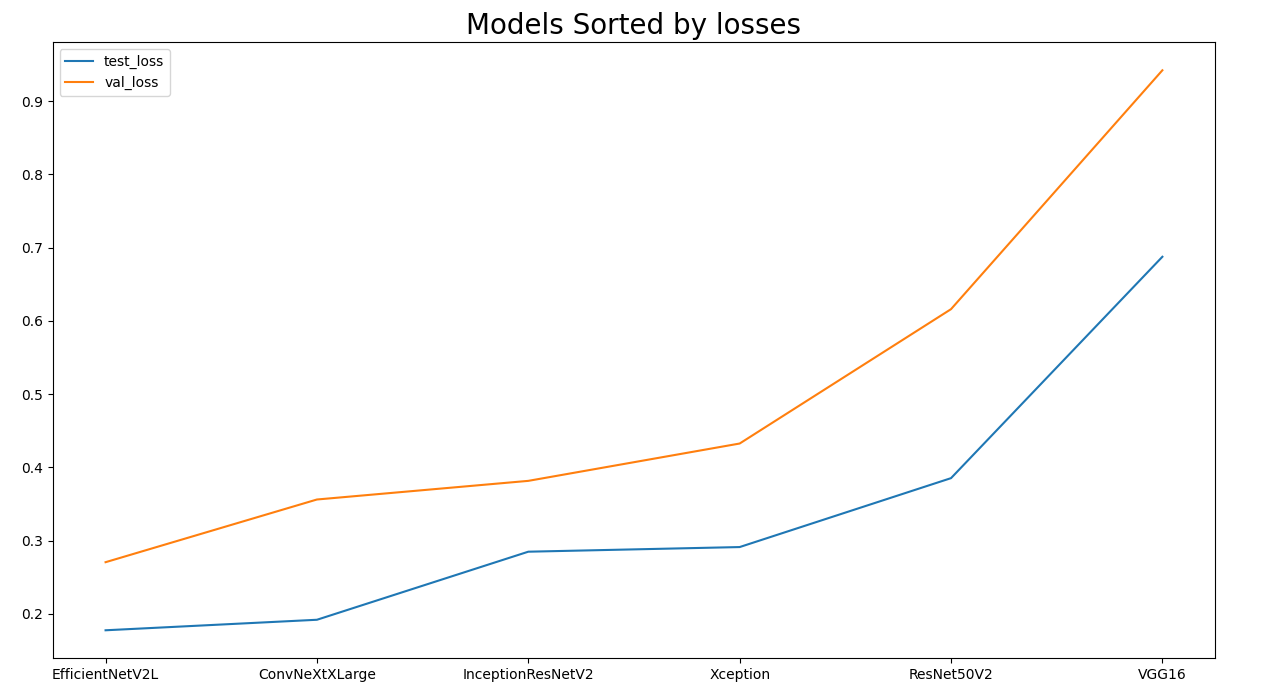 Models Sorted by losses
test_loss
val_loss
0.9
0.8
0.7
0.6
0.5
0.4
0.3
0.2
EfficientNetV2L ConvNeXtXLarge InceptionResNetV2 Xception ResNet50V2 VGG16